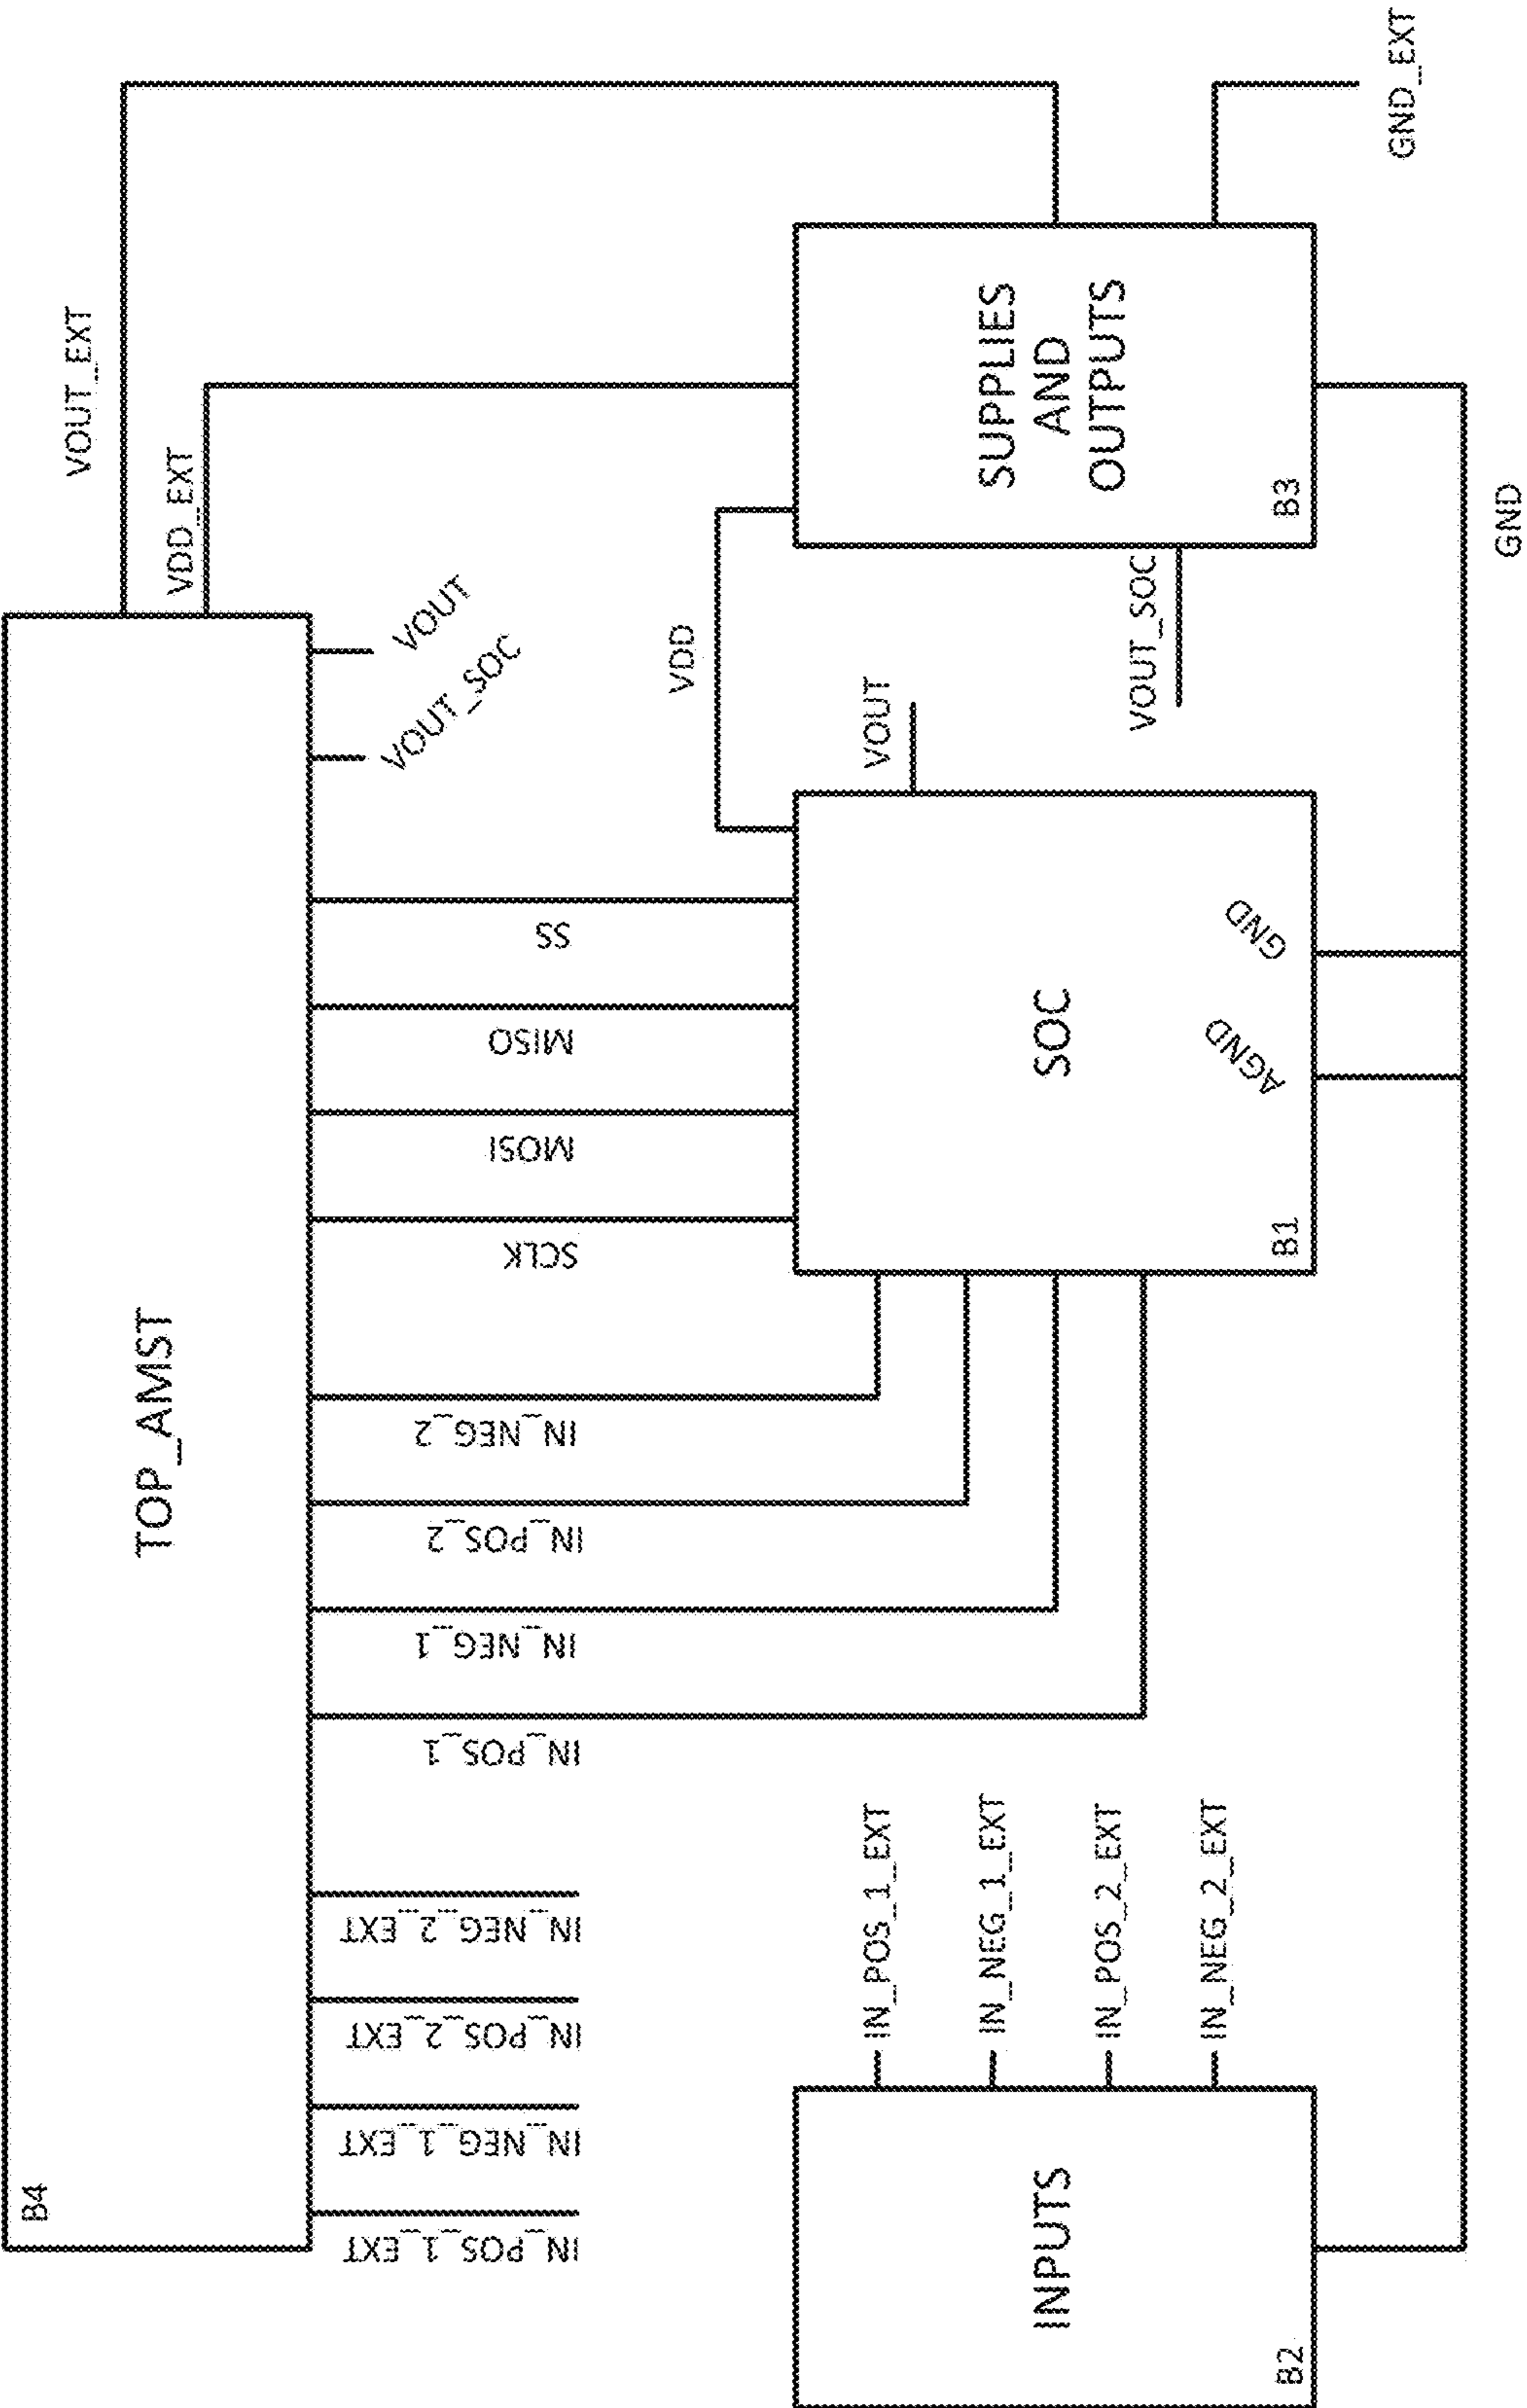 B4
TOP_AMST
VOUT_EXT
VDD_EXT
IN_POS_1_EXT
IN_NEG_1_EXT
IN_POS_2_EXT
IN_NEG_2_EXT
IN_POS_1
IN_NEG_1
IN_POS_2
IN_NEG_2
SCLK
MOSI
MISO
SS
VOUT_SOC
VOUT
VDD
INPUTS
B2
IN_POS_1_EXT
IN_NEG_1_EXT
IN_POS_2_EXT
IN_NEG_2_EXT
SOC
B1
AGND
GND
VOUT
VOUT_SOC
SUPPLIES
AND
OUTPUTS
B3
GND_EXT
GND